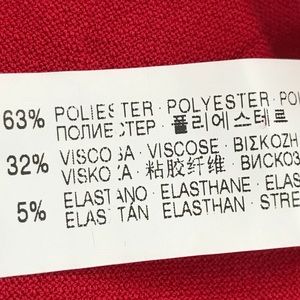 63% POLIESTER · POLYESTER · PO
ПОЛИЕСТЕР · 폴리에스테르
32% VISCOSA · VISCOSE · ΒΙΣΚΟΖΗ
VISKOZA · 粘胶纤维 · ВИСКОЗ
5% ELASTANO · ELASTHANE · ELAS
ELASTAN ELASTHAN · STRE